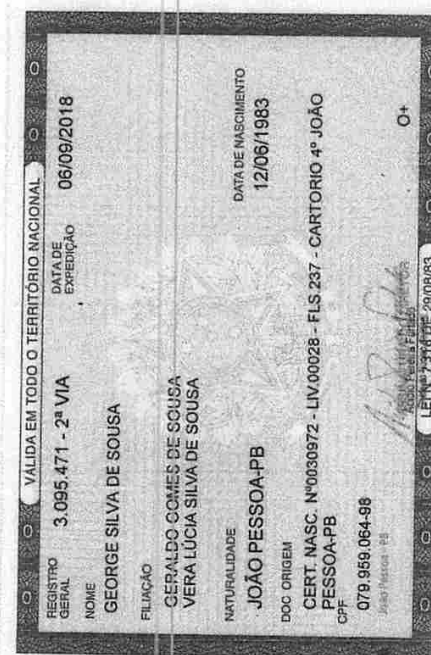 VÁLIDA EM TODO O TERRITÓRIO NACIONAL
REGISTRO GERAL 3.095.471 - 2ª VIA DATA DE EXPEDIÇÃO 06/09/2018
NOME
GEORGE SILVA DE SOUSA
FILIAÇÃO
GERALDO GOMES DE SOUSA
VERA LÚCIA SILVA DE SOUSA
NATURALIDADE DATA DE NASCIMENTO
JOÃO PESSOA-PB 12/06/1983
DOC ORIGEM
CERT. NASC. Nº0030972 - LIV.00028 - FLS.237 - CARTORIO 4º JOÃO
PESSOA-PB
CPF
079.959.064-98 O+
João Pessoa - PB
LEI Nº 7.116 DE 29/08/83